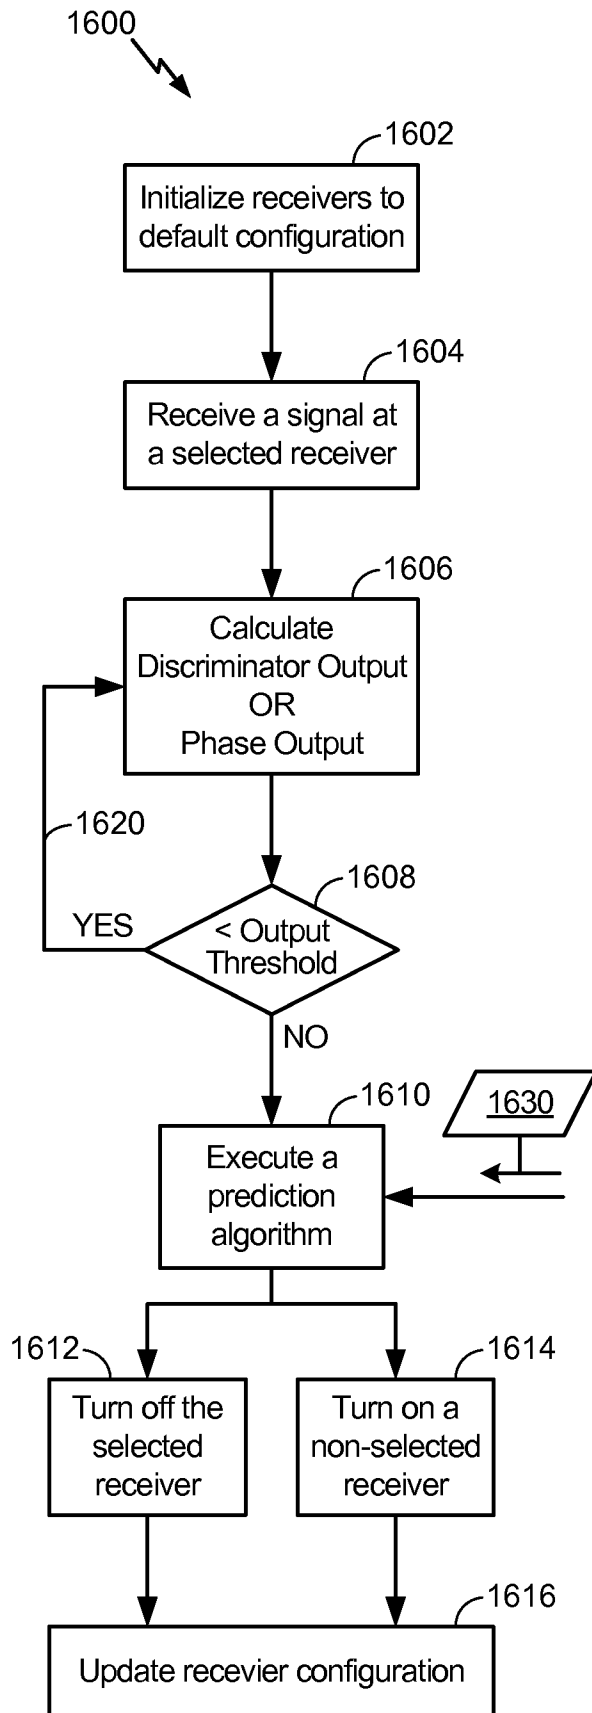 1600
1602
Initialize receivers to
default configuration
1604
Receive a signal at
a selected receiver
1606
Calculate
Discriminator Output
OR
Phase Output
1620
1608
YES
< Output
Threshold
NO
1610
1630
Execute a
prediction
algorithm
1612
1614
Turn off the
selected
receiver
Turn on a
non-selected
receiver
1616
Update recevier configuration